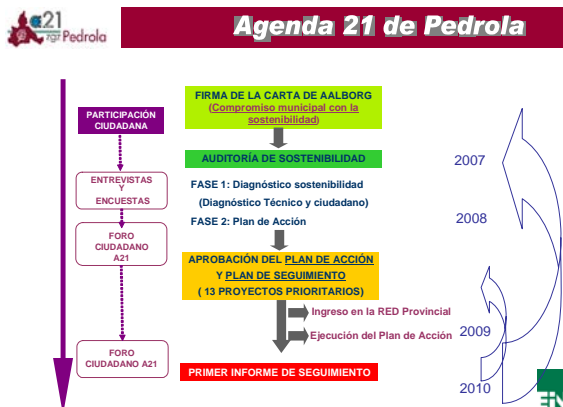 21
zgz Pedrola
Agenda 21 de Pedrola
FIRMA DE LA CARTA DE AALBORG
(Compromiso municipal con la
sostenibilidad)
PARTICIPACIÓN
CIUDADANA
AUDITORÍA DE SOSTENIBILIDAD
2007
ENTREVISTAS
Y
ENCUESTAS
FASE 1: Diagnóstico sostenibilidad
(Diagnóstico Técnico y ciudadano)
FASE 2: Plan de Acción
2008
FORO
CIUDADANO
A21
APROBACIÓN DEL PLAN DE ACCIÓN
Y PLAN DE SEGUIMIENTO
( 13 PROYECTOS PRIORITARIOS)
Ingreso en la RED Provincial
Ejecución del Plan de Acción
2009
FORO
CIUDADANO A21
PRIMER INFORME DE SEGUIMIENTO
2010